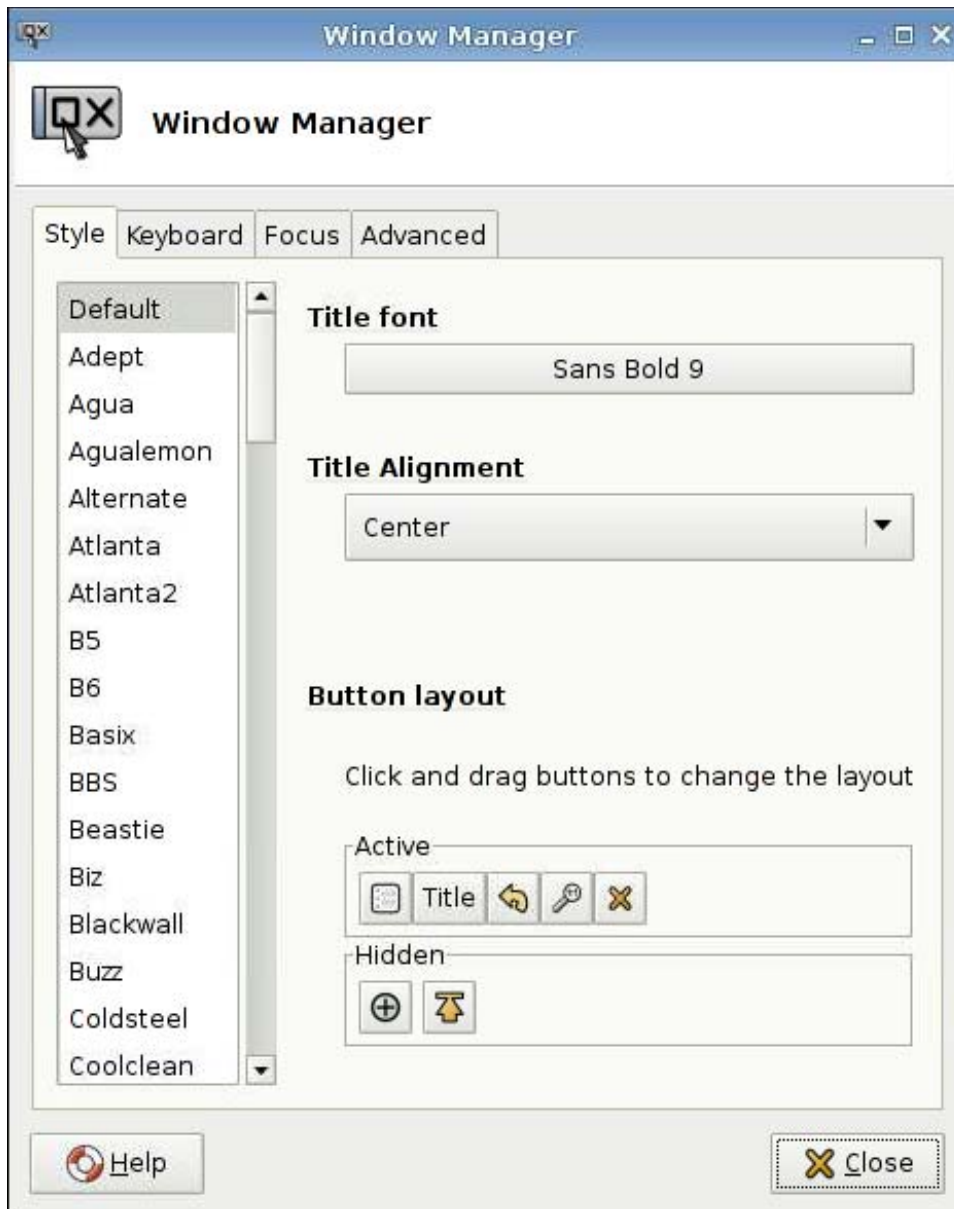 Window Manager
Window Manager
Style Keyboard Focus Advanced
Default
Adept
Agua
Agualemon
Alternate
Atlanta
Atlanta2
B5
B6
Basix
BBS
Beastie
Biz
Blackwall
Buzz
Coldsteel
Coolclean
Title font
Sans Bold 9
Title Alignment
Center
Button layout
Click and drag buttons to change the layout
Active
Title
Hidden
Help
Close